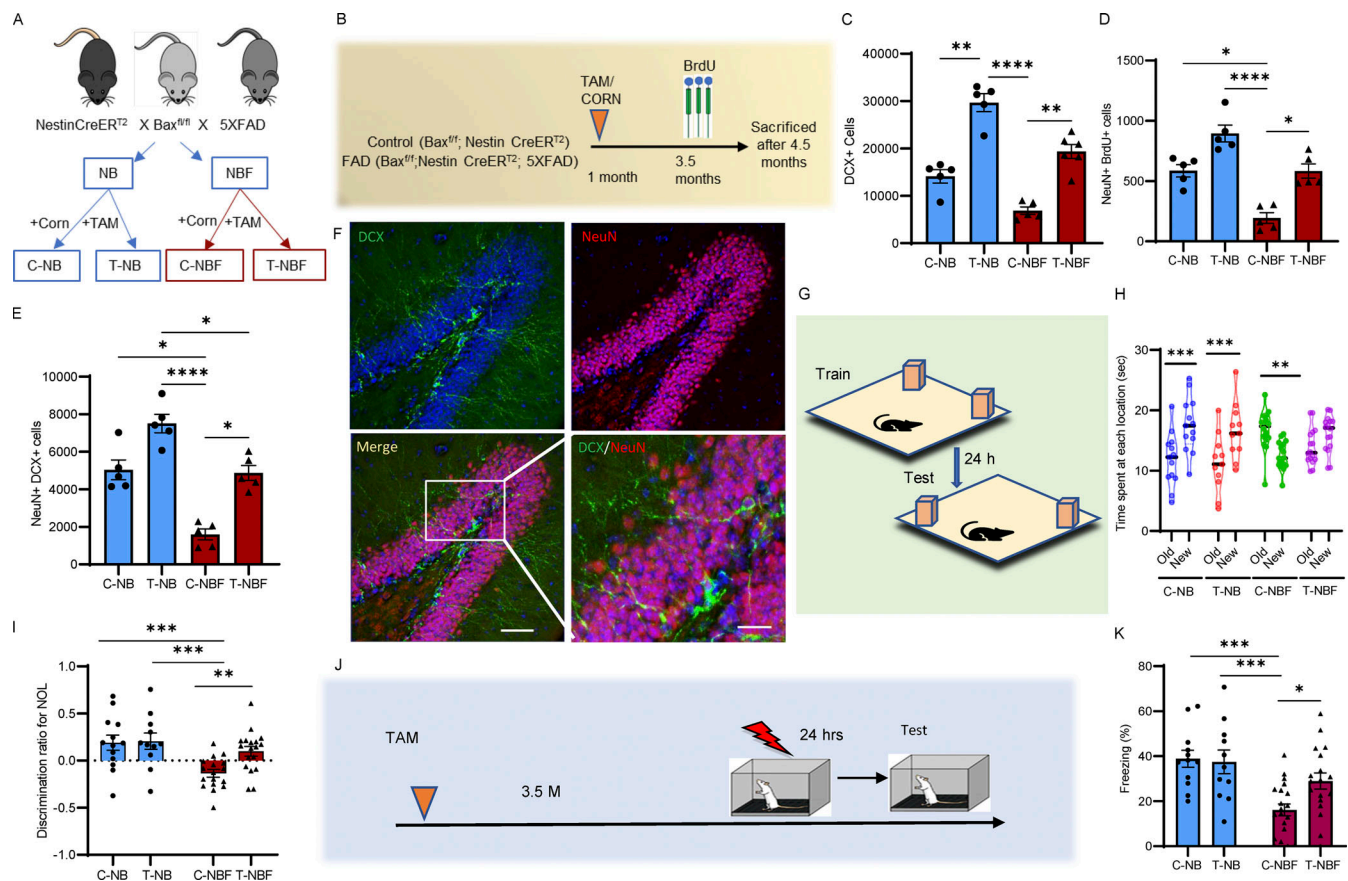 A
NestinCreER^T2 X Bax^fl/fl X 5XFAD
NB NBF
+Corn +TAM +Corn +TAM
C-NB T-NB C-NBF T-NBF
B
TAM/
CORN
BrdU
Control (Bax^f/f; Nestin CreER^T2)
FAD (Bax^f/f;Nestin CreER^T2; 5XFAD)
1 month
3.5
months
Sacrificed
after 4.5
months
C
DCX+ Cells
40000
30000
20000
10000
0
** **** **
C-NB T-NB C-NBF T-NBF
D
NeuN+ BrdU+ cells
1500
1000
500
0
*
****
*
C-NB T-NB C-NBF T-NBF
E
NeuN+ DCX+ cells
10000
8000
6000
4000
2000
0
*
*
****
*
C-NB T-NB C-NBF T-NBF
F
DCX
NeuN
Merge
DCX/NeuN
G
Train
24 h
Test
H
Time spent at each location (sec)
30
20
10
0
*** *** **
Old New Old New Old New Old New
C-NB T-NB C-NBF T-NBF
I
Discrimination ratio for NOL
1.0
0.5
0.0
-0.5
-1.0
***
***
**
C-NB T-NB C-NBF T-NBF
J
TAM
3.5 M
24 hrs
Test
K
Freezing (%)
80
60
40
20
0
***
***
*
C-NB T-NB C-NBF T-NBF